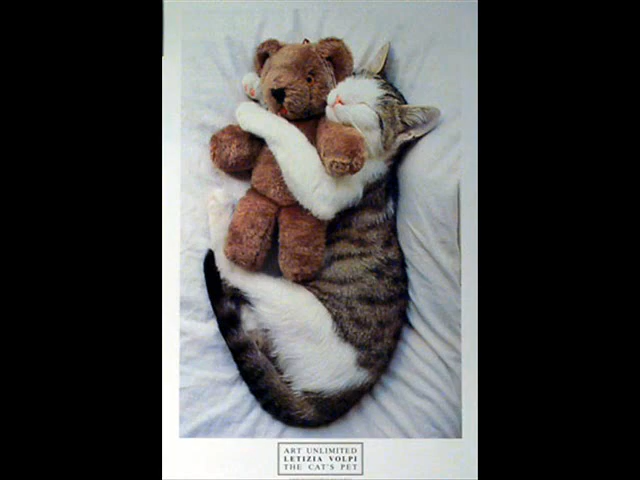 ART UNLIMITED
LETIZIA VOLPI
THE CAT'S PET